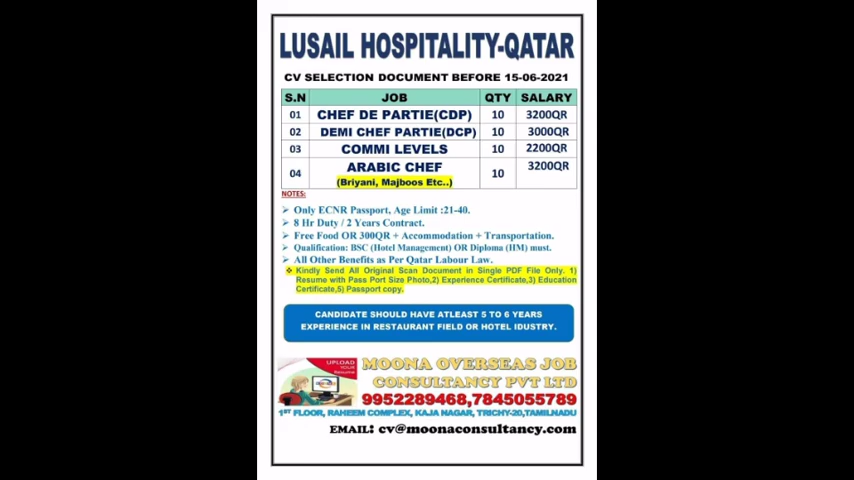 LUSAIL HOSPITALITY-QATAR
CV SELECTION DOCUMENT BEFORE 15-06-2021
S.N JOB QTY SALARY
01 CHEF DE PARTIE(CDP) 10 3200QR
02 DEMI CHEF PARTIE(DCP) 10 3000QR
03 COMMI LEVELS 10 2200QR
04 ARABIC CHEF 10 3200QR
(Briyani, Majboos Etc..)
NOTES:
➢ Only ECNR Passport, Age Limit :21-40.
➢ 8 Hr Duty / 2 Years Contract.
➢ Free Food OR 300QR + Accommodation + Transportation.
➢ Qualification: BSC (Hotel Management) OR Diploma (HM) must.
➢ All Other Benefits as Per Qatar Labour Law.
❖ Kindly Send All Original Scan Document in Single PDF File Only. 1)
Resume with Pass Port Size Photo,2) Experience Certificate,3) Education
Certificate,5) Passport copy.
CANDIDATE SHOULD HAVE ATLEAST 5 TO 6 YEARS
EXPERIENCE IN RESTAURANT FIELD OR HOTEL IDUSTRY.
UPLOAD
YOUR
Resume
MOONA OVERSEAS JOB
CONSULTANCY PVT LTD
9952289468,7845055789
1ST FLOOR, RAHEEM COMPLEX, KAJA NAGAR, TRICHY-20,TAMILNADU
EMAIL: cv@moonaconsultancy.com